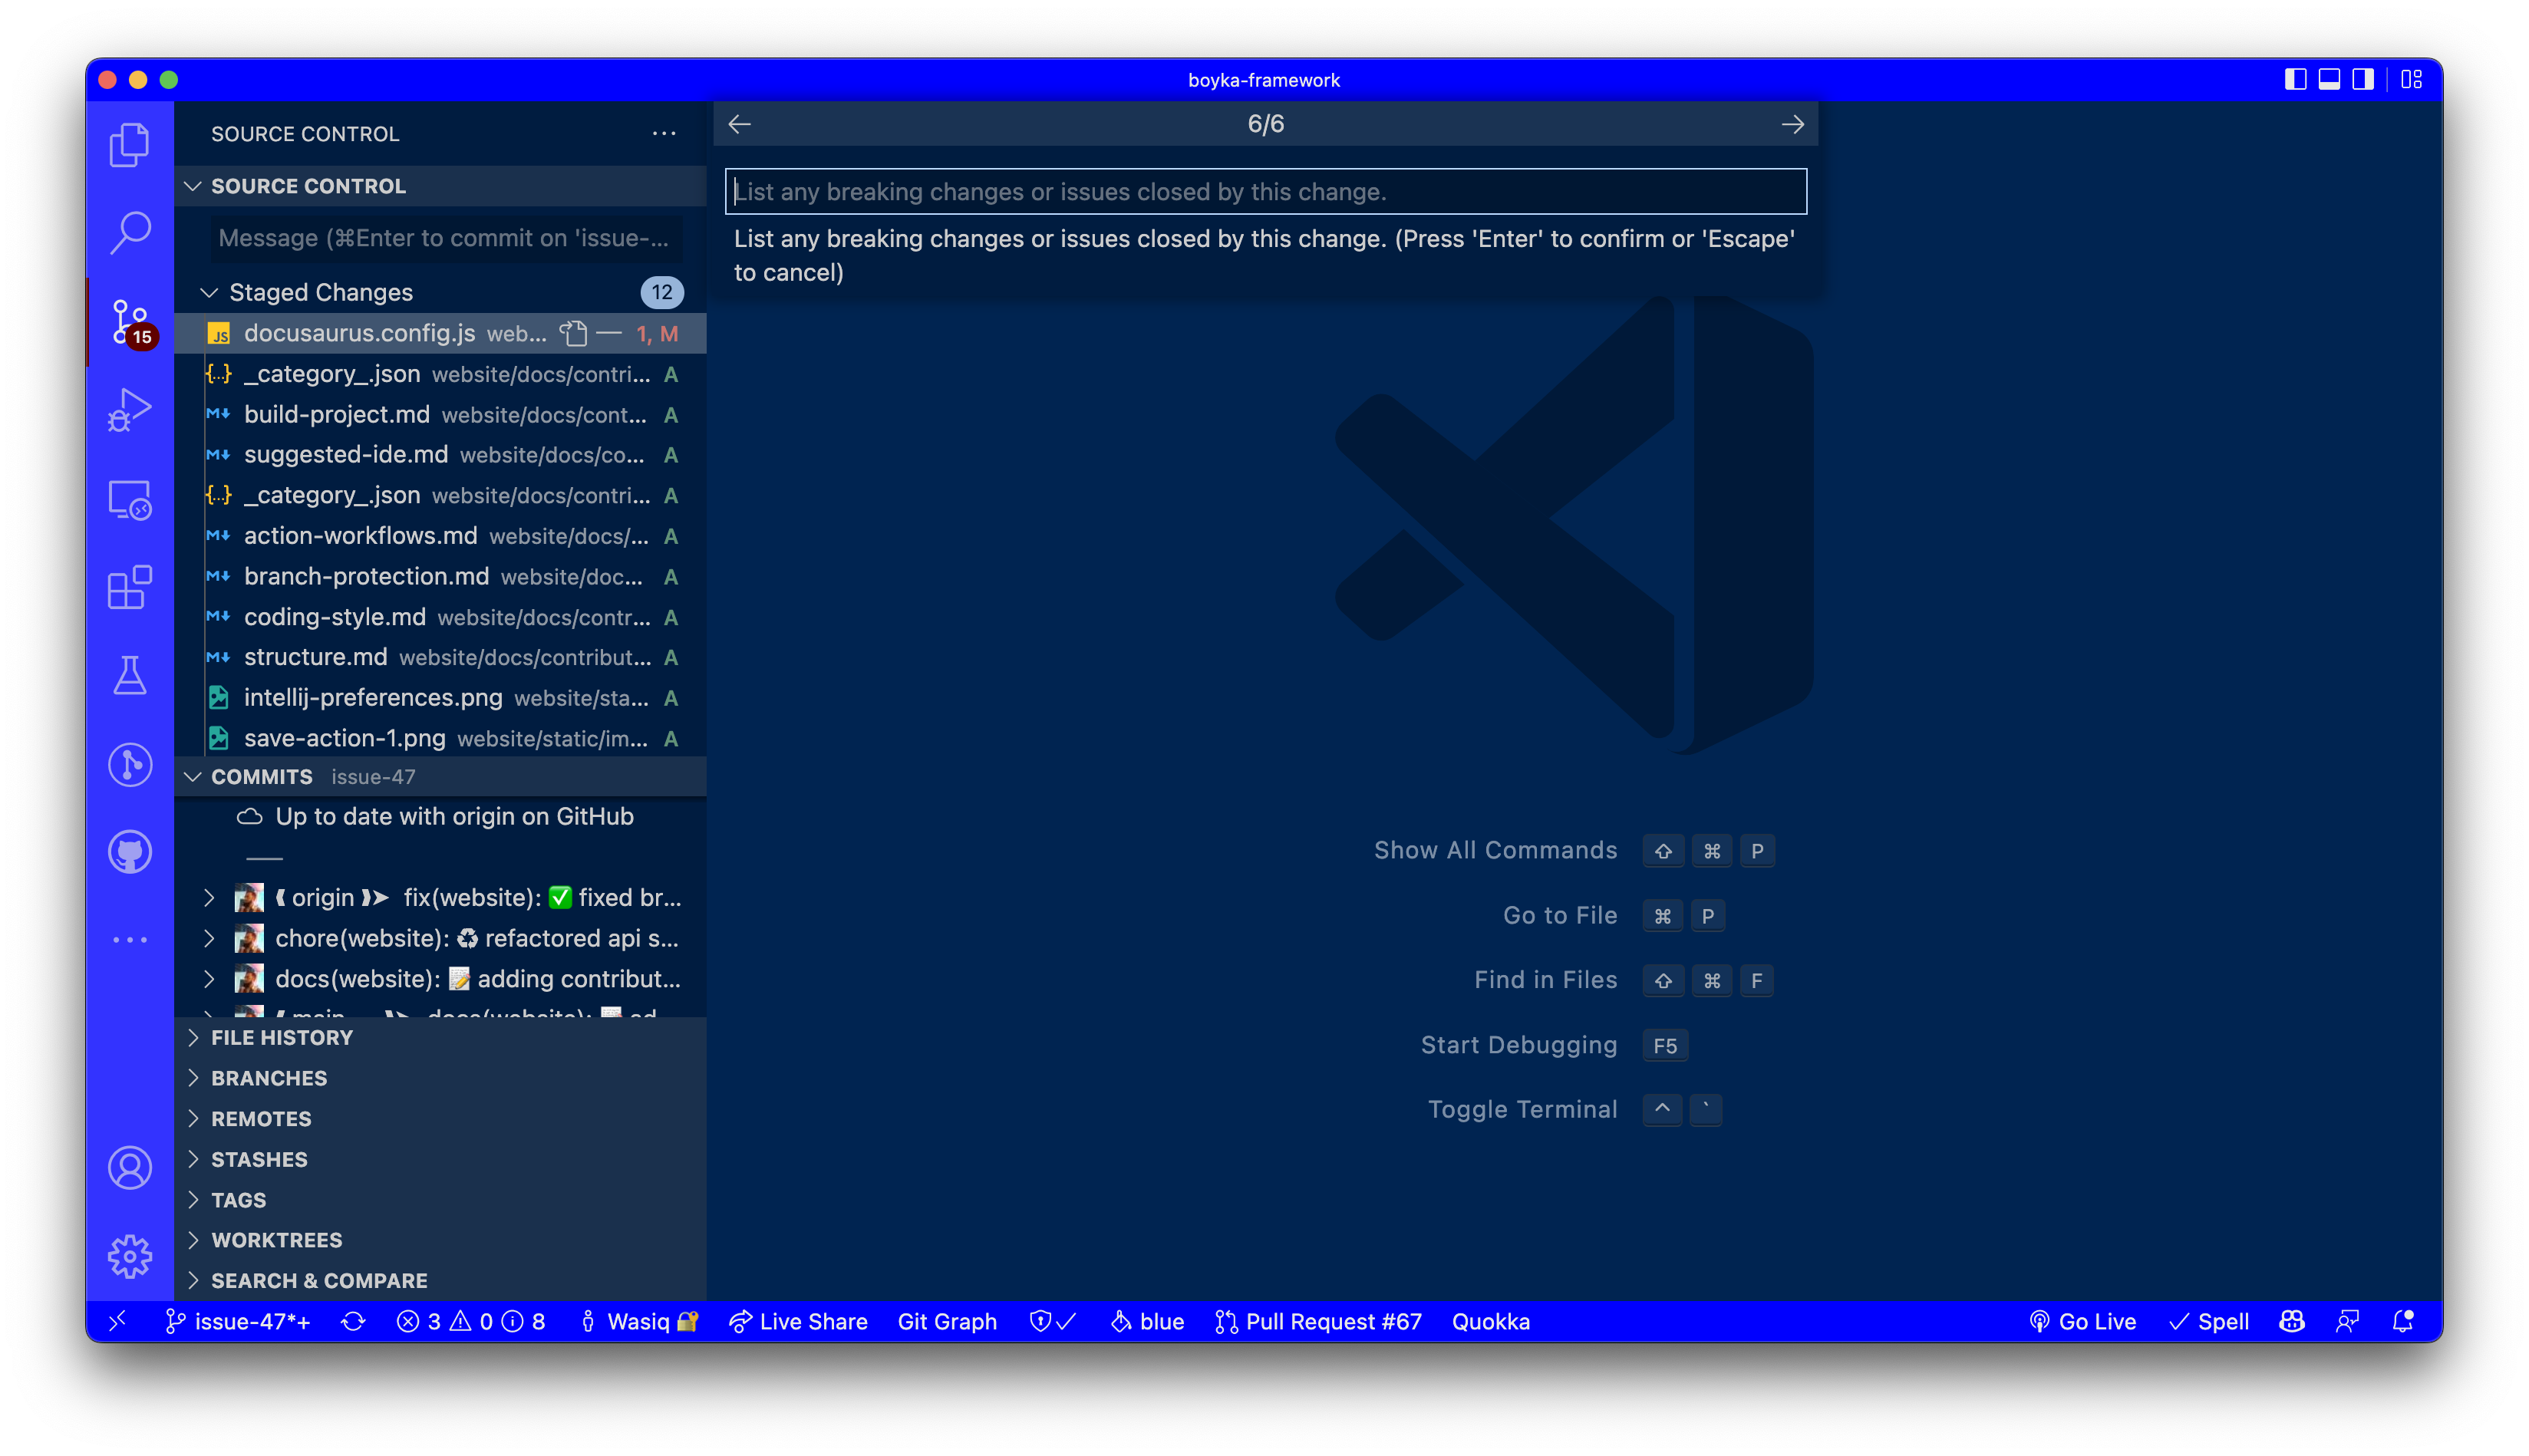 boyka-framework
SOURCE CONTROL
SOURCE CONTROL
Message (⌘Enter to commit on 'issue-...
Staged Changes 12
docusaurus.config.js web... 1, M
_category_.json website/docs/contri... A
build-project.md website/docs/cont... A
suggested-ide.md website/docs/co... A
_category_.json website/docs/contri... A
action-workflows.md website/docs/... A
branch-protection.md website/doc... A
coding-style.md website/docs/contr... A
structure.md website/docs/contribut... A
intellij-preferences.png website/sta... A
save-action-1.png website/static/im... A
COMMITS issue-47
Up to date with origin on GitHub
⟪ origin ⟫➤ fix(website): ✅ fixed br...
chore(website): ♻ refactored api s...
docs(website): 📝 adding contribut...
FILE HISTORY
BRANCHES
REMOTES
STASHES
TAGS
WORKTREES
SEARCH & COMPARE
15
6/6
List any breaking changes or issues closed by this change.
List any breaking changes or issues closed by this change. (Press 'Enter' to confirm or 'Escape'
to cancel)
Show All Commands ⇧ ⌘ P
Go to File ⌘ P
Find in Files ⇧ ⌘ F
Start Debugging F5
Toggle Terminal ^ `
issue-47*+ 3 0 8 Wasiq 🔐 Live Share Git Graph blue Pull Request #67 Quokka Go Live Spell